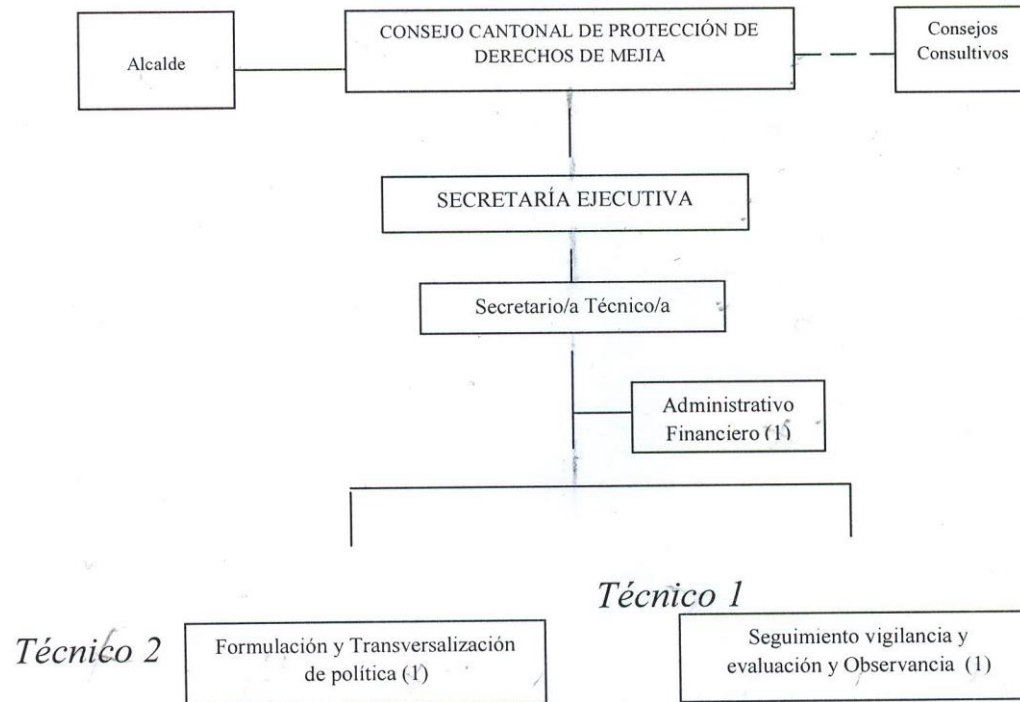 Alcalde
CONSEJO CANTONAL DE PROTECCIÓN DE
DERECHOS DE MEJIA
Consejos
Consultivos
SECRETARÍA EJECUTIVA
Secretario/a Técnico/a
Administrativo
Financiero (1)
Técnico 1
Técnico 2
Formulación y Transversalización
de política (1)
Seguimiento vigilancia y
evaluación y Observancia (1)